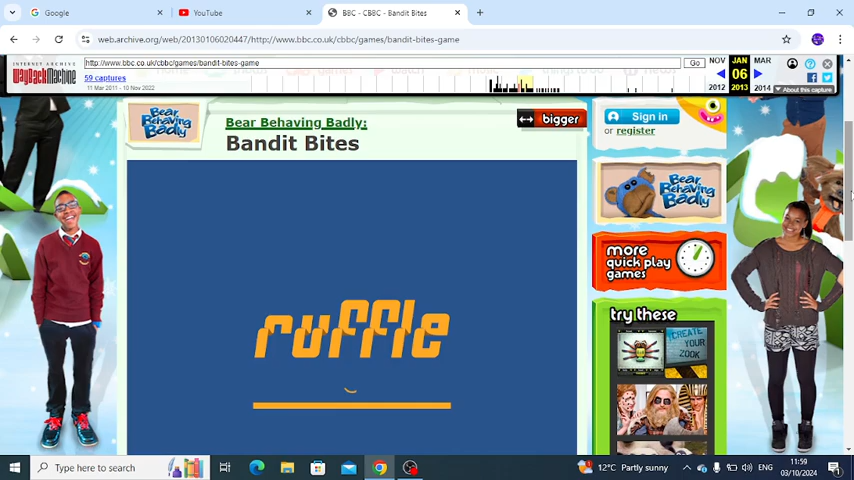 Google
YouTube
BBC - CBBC - Bandit Bites
web.archive.org/web/20130106020447/http://www.bbc.co.uk/cbbc/games/bandit-bites-game
INTERNET ARCHIVE
WayBackMachine
http://www.bbc.co.uk/cbbc/games/bandit-bites-game
Go
NOV JAN MAR
59 captures
06
11 Mar 2011 - 10 Nov 2022
2012 2013 2014
About this capture
Bear Behaving Badly
Bear Behaving Badly:
Bandit Bites
bigger
Sign in
or register
Bear Behaving Badly
more quick play games
try these
CREATE YOUR ZOOK
ruffle
Type here to search
12°C Partly sunny
ENG
11:59
03/10/2024